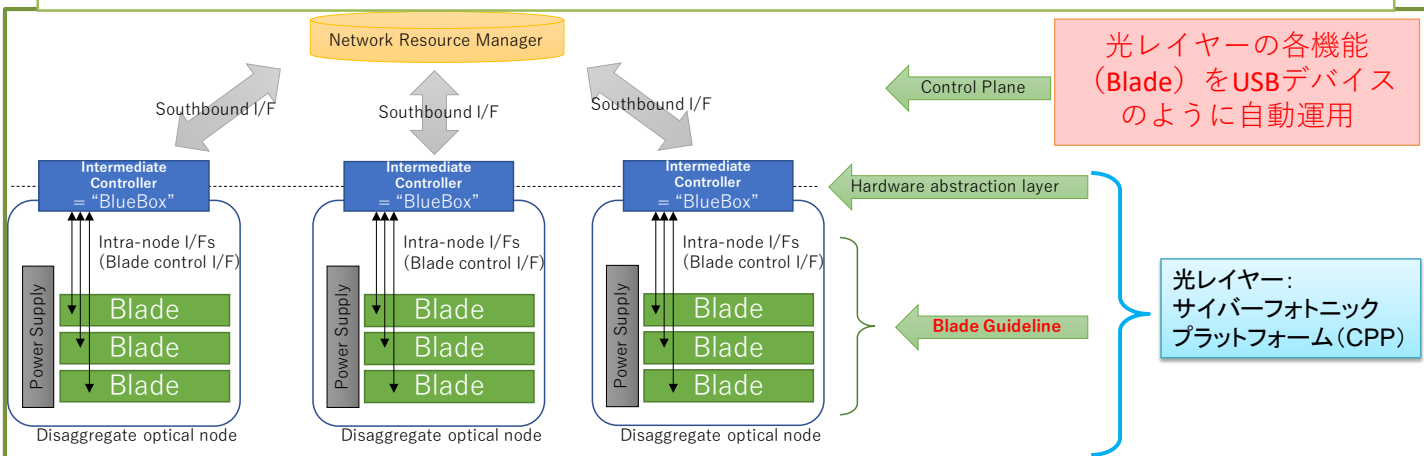 Network Resource Manager
光レイヤーの各機能
（Blade）をUSBデバイス
のように自動運用
Control Plane
Southbound I/F
Southbound I/F
Southbound I/F
Intermediate
Controller
= “BlueBox”
Intermediate
Controller
= “BlueBox”
Intermediate
Controller
= “BlueBox”
Hardware abstraction layer
Intra-node I/Fs
(Blade control I/F)
Power Supply
Blade
Blade
Blade
Disaggregate optical node
Intra-node I/Fs
(Blade control I/F)
Power Supply
Blade
Blade
Blade
Disaggregate optical node
Intra-node I/Fs
(Blade control I/F)
Power Supply
Blade
Blade
Blade
Disaggregate optical node
Blade Guideline
光レイヤー：
サイバーフォトニック
プラットフォーム（CPP）